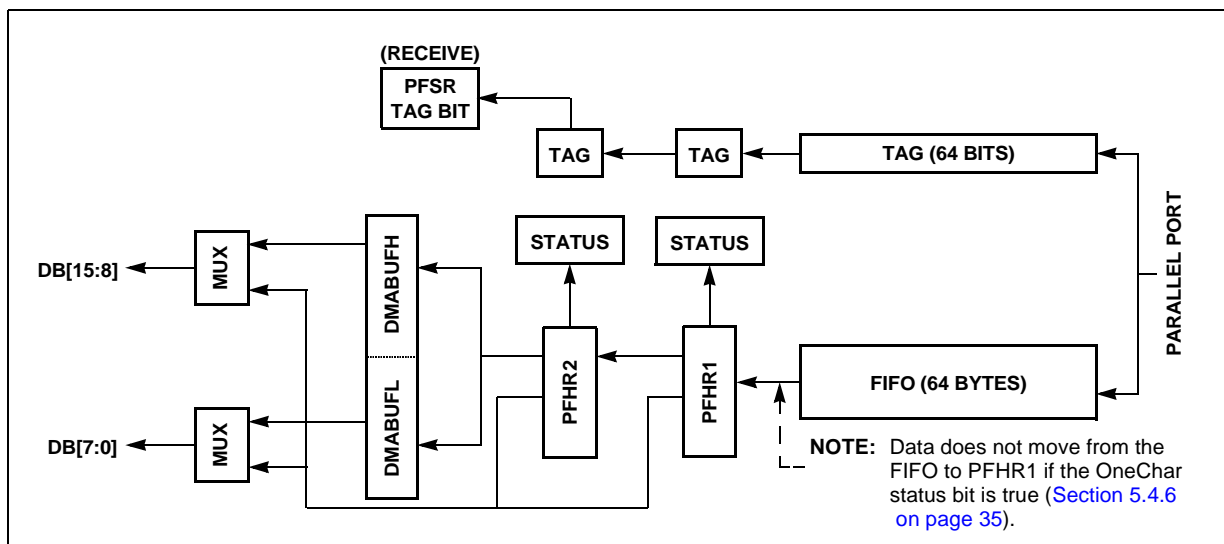 (RECEIVE)
PFSR
TAG BIT
TAG
TAG
TAG (64 BITS)
STATUS
STATUS
DB[15:8]
MUX
DMABUFH
PARALLEL PORT
PFHR2
PFHR1
FIFO (64 BYTES)
DB[7:0]
MUX
DMABUFL
NOTE: Data does not move from the
FIFO to PFHR1 if the OneChar
status bit is true (Section 5.4.6
on page 35).